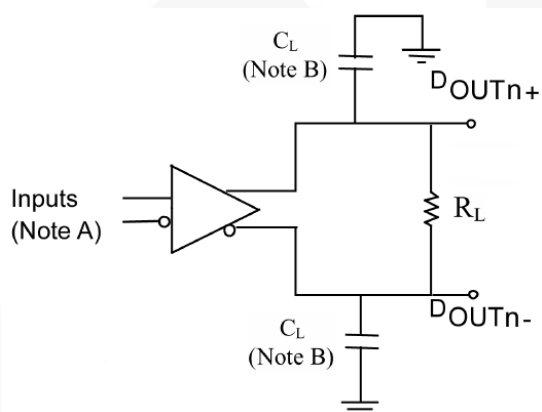 C_L
(Note B)
D_OUTn+
Inputs
(Note A)
R_L
D_OUTn-
C_L
(Note B)